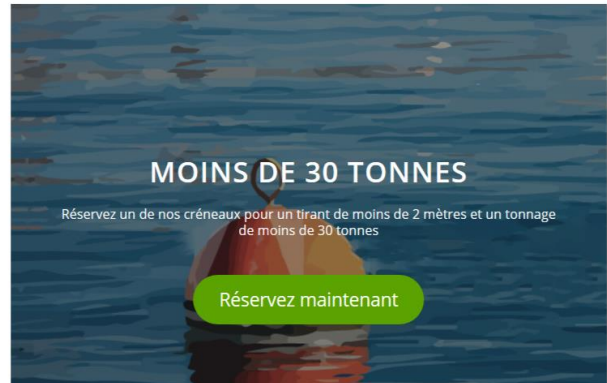 MOINS DE 30 TONNES
Réservez un de nos créneaux pour un tirant de moins de 2 mètres et un tonnage
de moins de 30 tonnes
Réservez maintenant